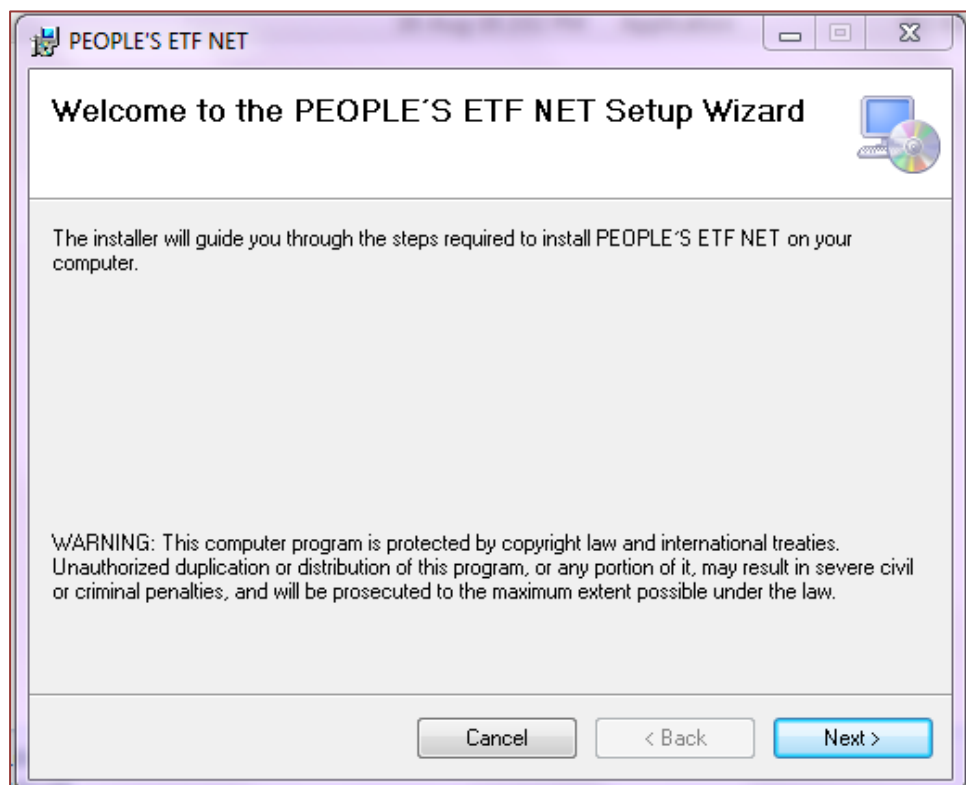 PEOPLE'S ETF NET
Welcome to the PEOPLE´S ETF NET Setup Wizard
The installer will guide you through the steps required to install PEOPLE´S ETF NET on your
computer.
WARNING: This computer program is protected by copyright law and international treaties.
Unauthorized duplication or distribution of this program, or any portion of it, may result in severe civil
or criminal penalties, and will be prosecuted to the maximum extent possible under the law.
Cancel
< Back
Next >